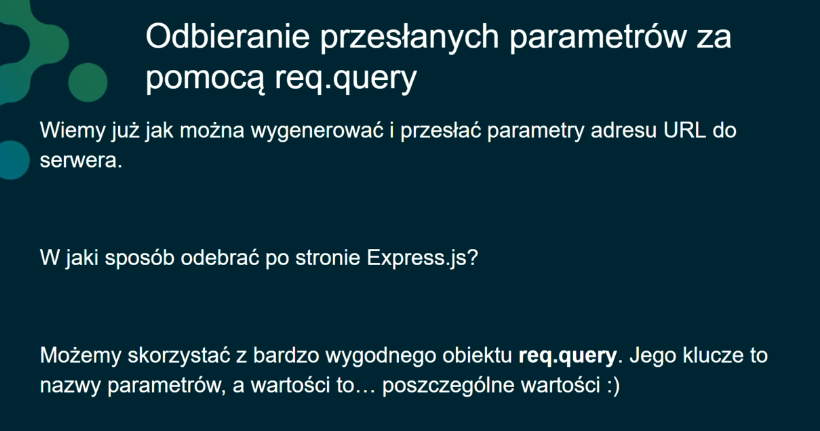 Odbieranie przesłanych parametrów za
pomocą req.query
Wiemy już jak można wygenerować i przesłać parametry adresu URL do
serwera.
W jaki sposób odebrać po stronie Express.js?
Możemy skorzystać z bardzo wygodnego obiektu req.query. Jego klucze to
nazwy parametrów, a wartości to… poszczególne wartości :)